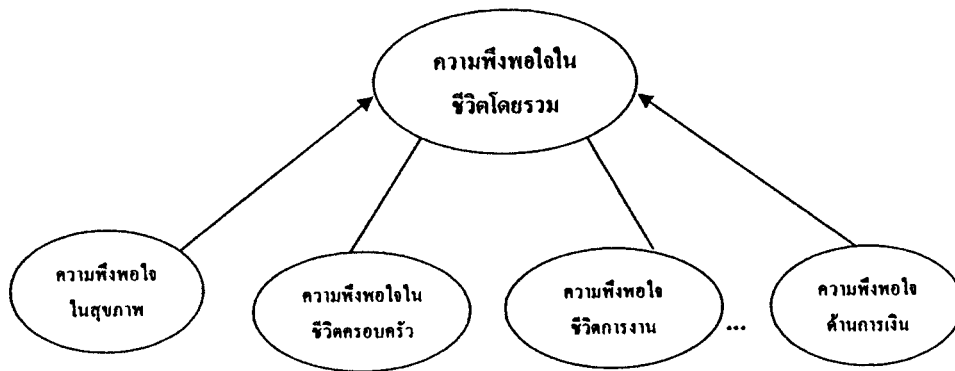 ความพึงพอใจใน
ชีวิตโดยรวม
ความพึงพอใจ
ในสุขภาพ
ความพึงพอใจใน
ชีวิตครอบครัว
ความพึงพอใจ
ชีวิตการงาน
...
ความพึงพอใจ
ด้านการเงิน